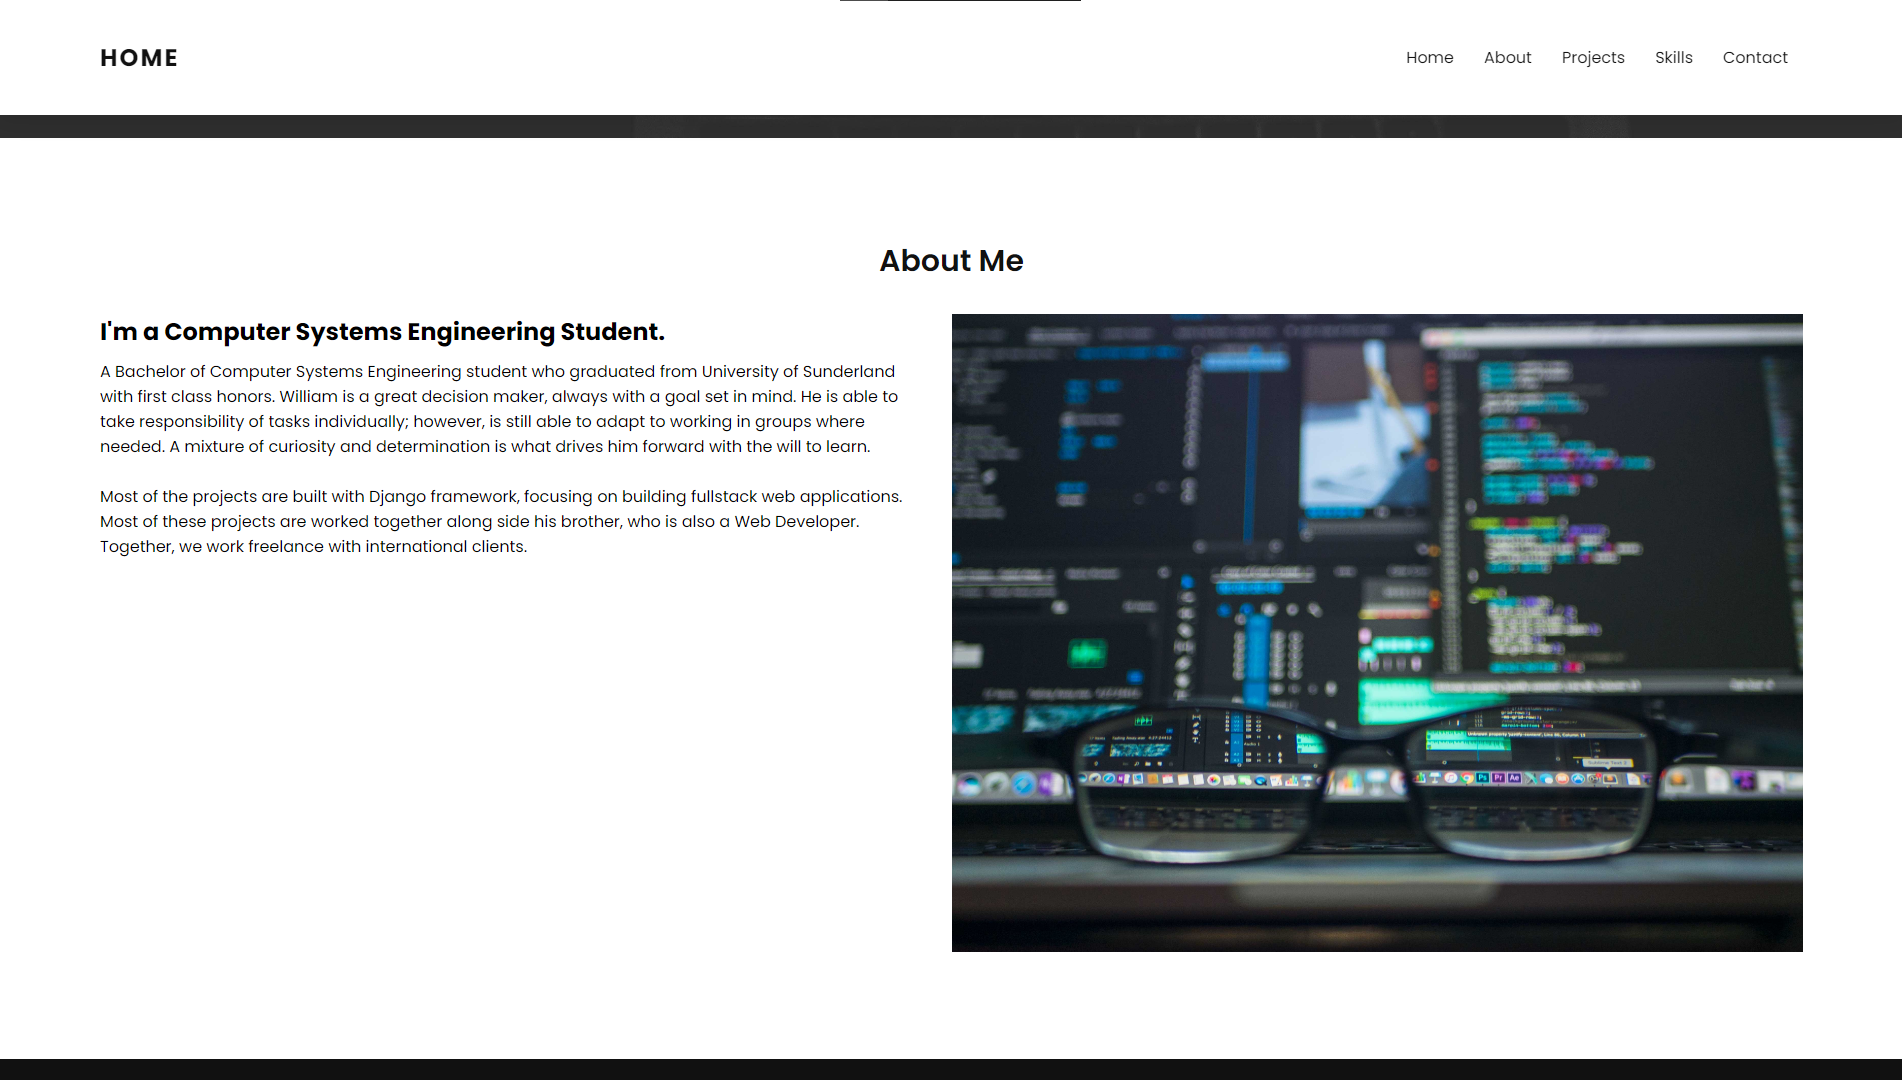 HOME
Home About Projects Skills Contact
About Me
I'm a Computer Systems Engineering Student.
A Bachelor of Computer Systems Engineering student who graduated from University of Sunderland
with first class honors. William is a great decision maker, always with a goal set in mind. He is able to
take responsibility of tasks individually; however, is still able to adapt to working in groups where
needed. A mixture of curiosity and determination is what drives him forward with the will to learn.
Most of the projects are built with Django framework, focusing on building fullstack web applications.
Most of these projects are worked together along side his brother, who is also a Web Developer.
Together, we work freelance with international clients.
Ps Pr Ae